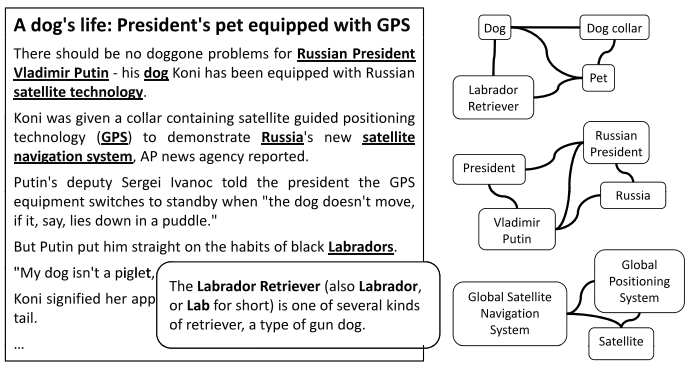 A dog's life: President's pet equipped with GPS
There should be no doggone problems for Russian President
Vladimir Putin - his dog Koni has been equipped with Russian
satellite technology.
Koni was given a collar containing satellite guided positioning
technology (GPS) to demonstrate Russia's new satellite
navigation system, AP news agency reported.
Putin's deputy Sergei Ivanoc told the president the GPS
equipment switches to standby when "the dog doesn't move,
if it, say, lies down in a puddle."
But Putin put him straight on the habits of black Labradors.
"My dog isn't a piglet,
Koni signified her app
tail.
...
The Labrador Retriever (also Labrador,
or Lab for short) is one of several kinds
of retriever, a type of gun dog.
Dog
Dog collar
Pet
Labrador
Retriever
Russian
President
President
Russia
Vladimir
Putin
Global
Positioning
System
Global Satellite
Navigation
System
Satellite